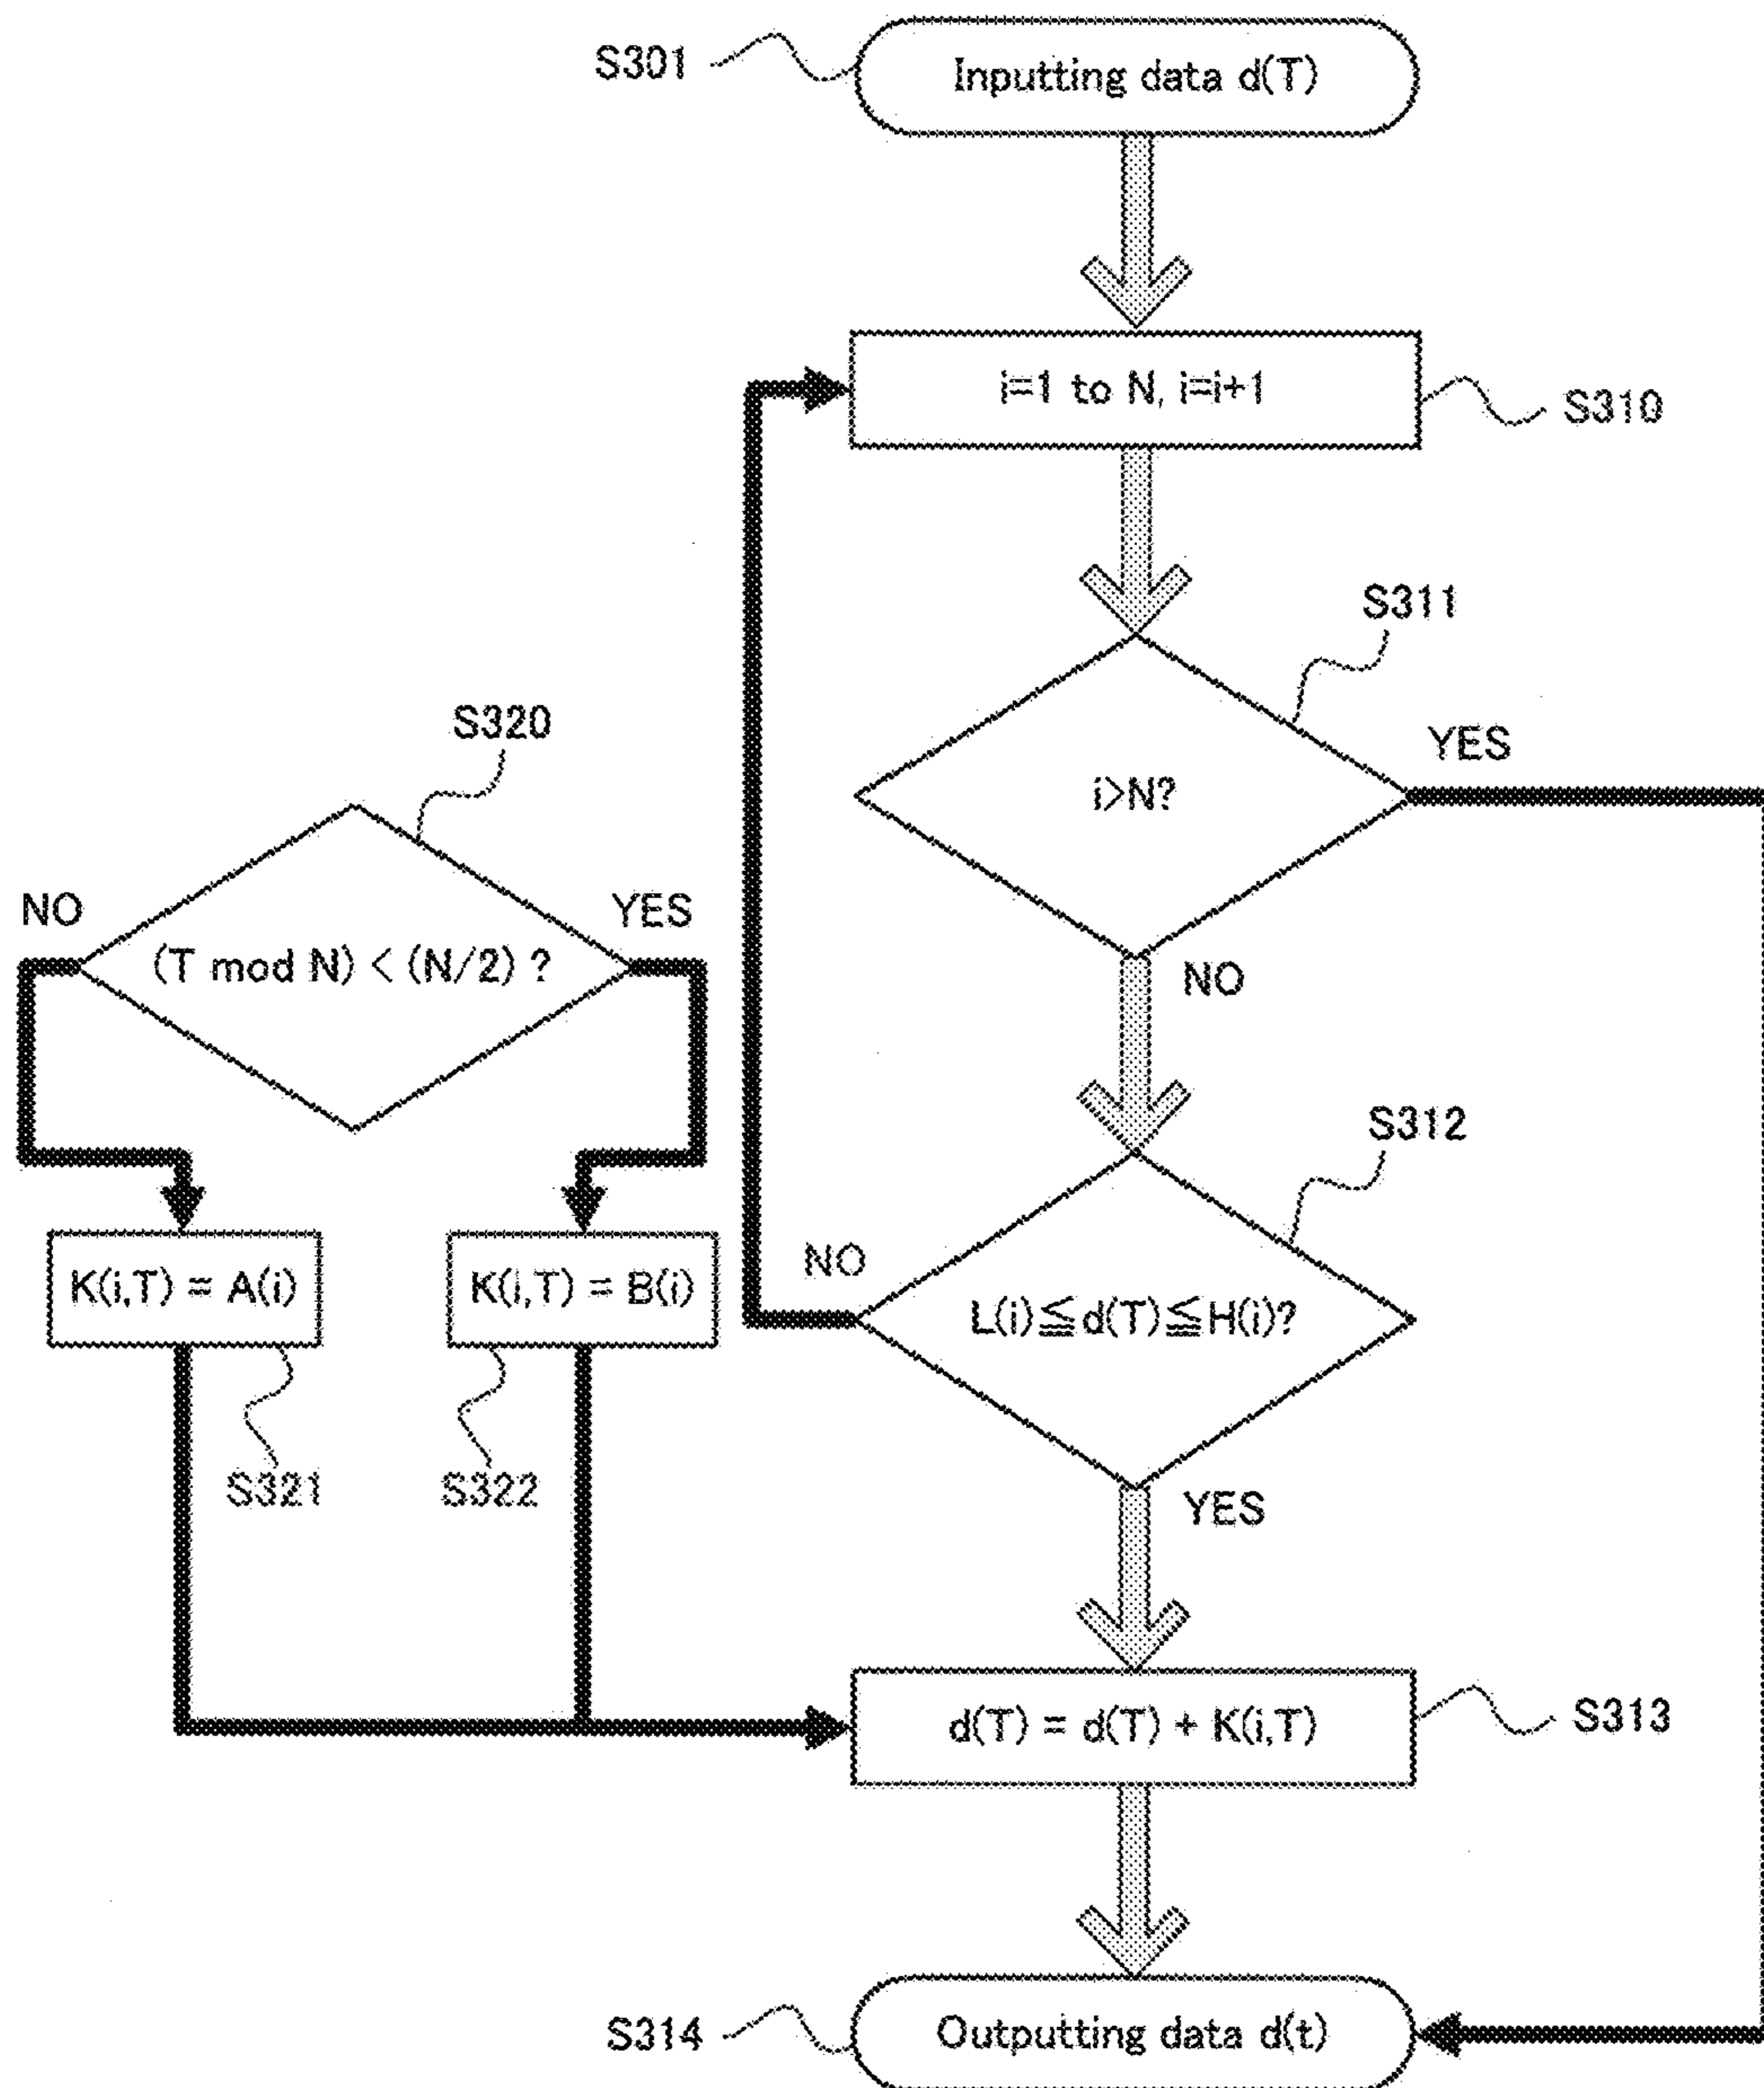 S301
Inputting data d(T)
i=1 to N, i=i+1
S310
S311
i>N?
YES
NO
S320
(T mod N) < (N/2) ?
NO
YES
K(i,T) = A(i)
K(i,T) = B(i)
S321
S322
S312
L(i)≦d(T)≦H(i)?
NO
YES
d(T) = d(T) + K(i,T)
S313
S314
Outputting data d(t)